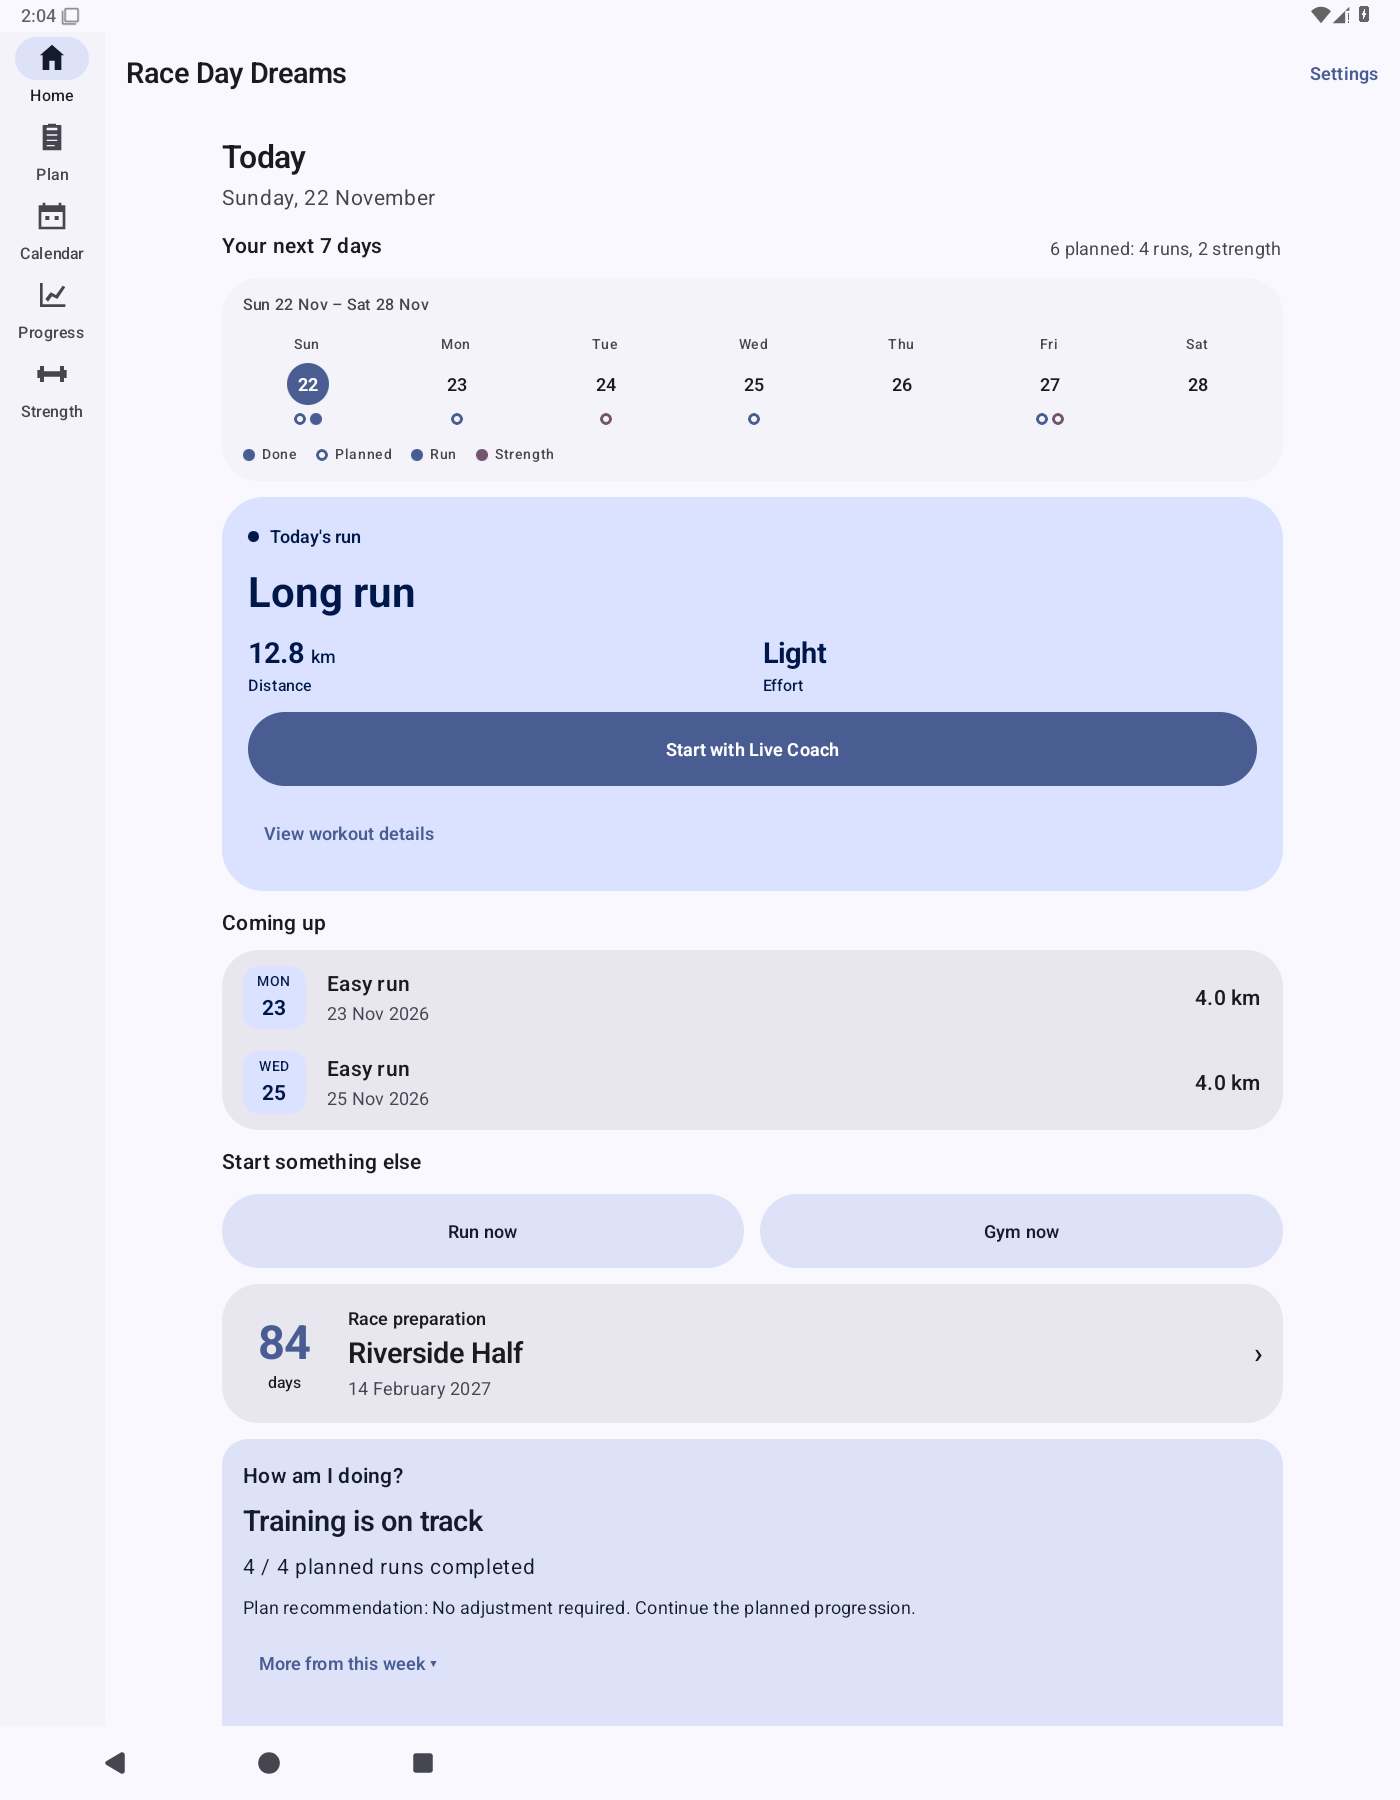 2:04
Home
Plan
Calendar
Progress
Strength
Race Day Dreams
Settings
Today
Sunday, 22 November
Your next 7 days
6 planned: 4 runs, 2 strength
Sun 22 Nov – Sat 28 Nov
Sun Mon Tue Wed Thu Fri Sat
22 23 24 25 26 27 28
Done Planned Run Strength
Today's run
Long run
12.8 km
Distance
Light
Effort
Start with Live Coach
View workout details
Coming up
MON
23
Easy run
23 Nov 2026
4.0 km
WED
25
Easy run
25 Nov 2026
4.0 km
Start something else
Run now
Gym now
84
days
Race preparation
Riverside Half
14 February 2027
›
How am I doing?
Training is on track
4 / 4 planned runs completed
Plan recommendation: No adjustment required. Continue the planned progression.
More from this week ▾